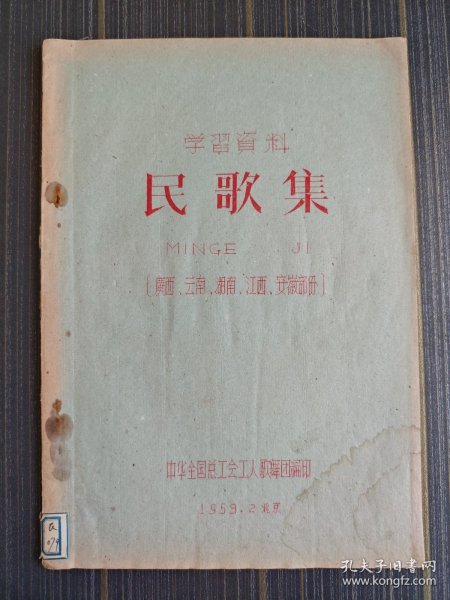 学習資料
民歌集
MINGE JI
[廣西、云南、湖南、江西、安徽部份]
中华全国总工会工人歌舞团编印
1959.2北京
G
079
孔夫子旧书网
www.kongfz.com